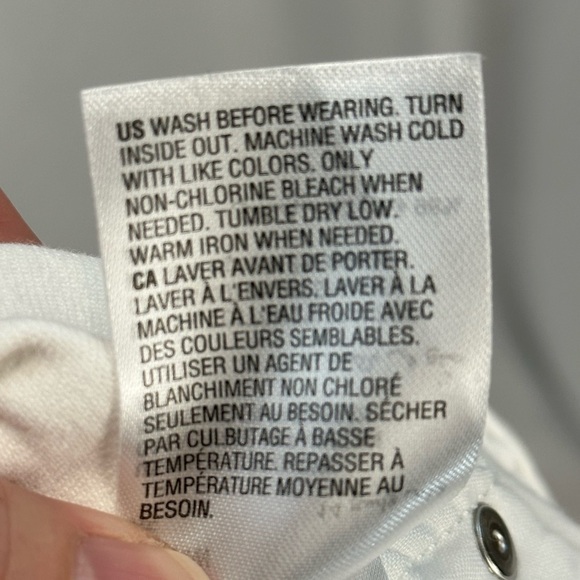 US WASH BEFORE WEARING. TURN
INSIDE OUT. MACHINE WASH COLD
WITH LIKE COLORS. ONLY
NON-CHLORINE BLEACH WHEN
NEEDED. TUMBLE DRY LOW.
WARM IRON WHEN NEEDED.
CA LAVER AVANT DE PORTER.
LAVER À L'ENVERS. LAVER À LA
MACHINE À L'EAU FROIDE AVEC
DES COULEURS SEMBLABLES.
UTILISER UN AGENT DE
BLANCHIMENT NON CHLORÉ
SEULEMENT AU BESOIN. SÉCHER
PAR CULBUTAGE À BASSE
TEMPÉRATURE. REPASSER À
TEMPÉRATURE MOYENNE AU
BESOIN.